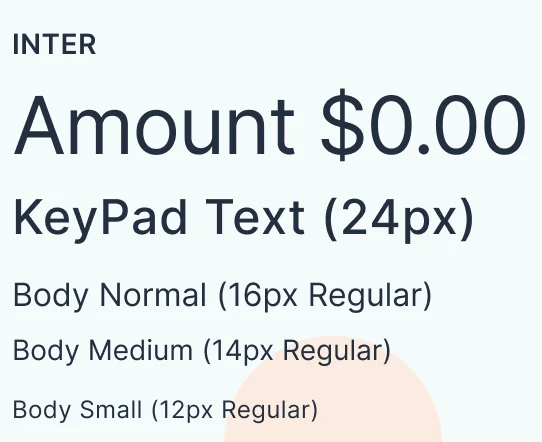 INTER
Amount $0.00
KeyPad Text (24px)
Body Normal (16px Regular)
Body Medium (14px Regular)
Body Small (12px Regular)